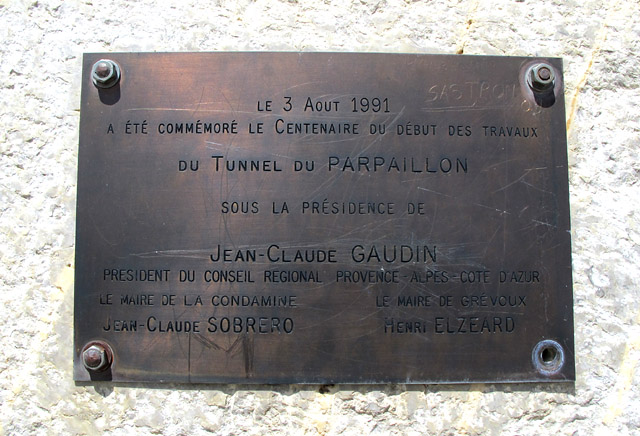 LE 3 AOUT 1991
A ÉTÉ COMMÉMORÉ LE CENTENAIRE DU DÉBUT DES TRAVAUX
DU TUNNEL DU PARPAILLON
SOUS LA PRÉSIDENCE DE
JEAN-CLAUDE GAUDIN
PRESIDENT DU CONSEIL REGIONAL PROVENCE-ALPES-COTE D'AZUR
LE MAIRE DE LA CONDAMINE LE MAIRE DE GREVOUX
JEAN-CLAUDE SOBRERO HENRI ELZEARD